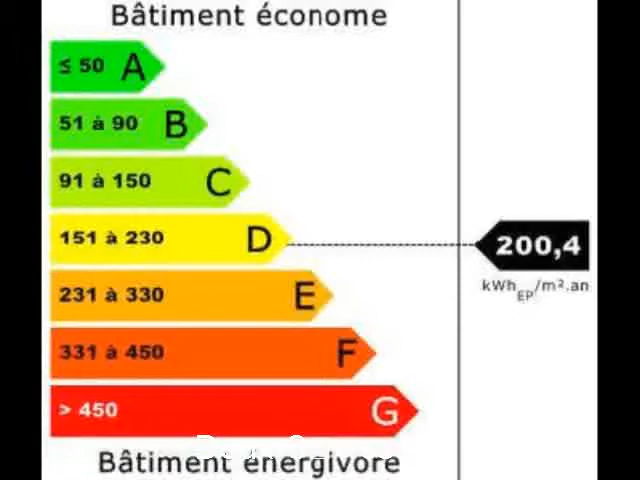 Bâtiment économe
≤ 50 A
51 à 90 B
91 à 150 C
151 à 230 D
200,4
kWhEP/m².an
231 à 330 E
331 à 450 F
> 450 G
Bâtiment énergivore